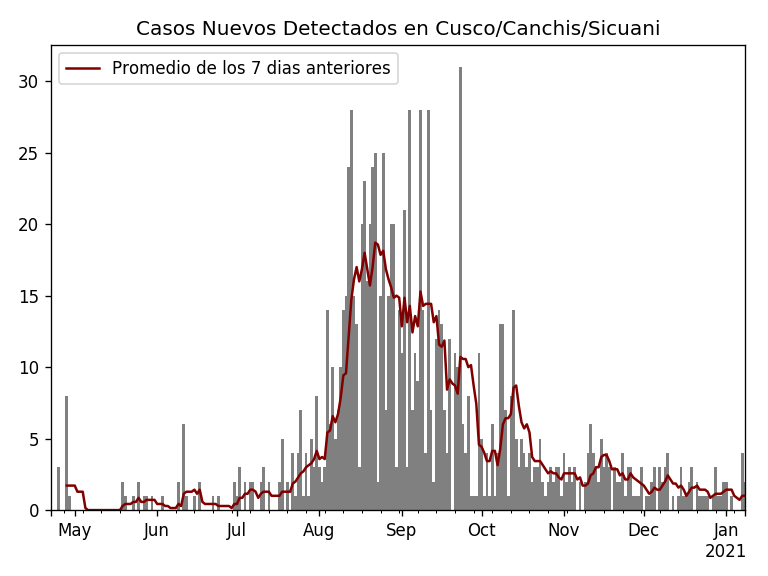 Casos Nuevos Detectados en Cusco/Canchis/Sicuani
Promedio de los 7 dias anteriores
30
25
20
15
10
5
0
May Jun Jul Aug Sep Oct Nov Dec Jan
2021